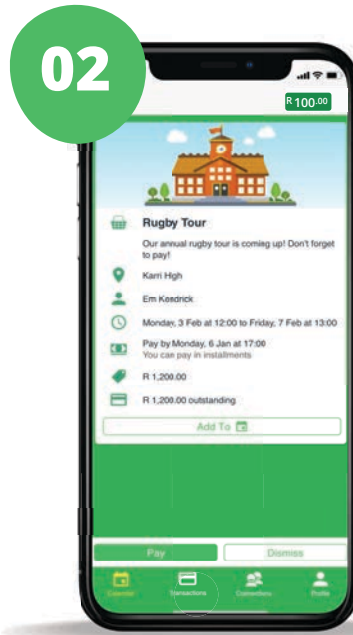 02
R 100.00
Rugby Tour
Our annual rugby tour is coming up! Don't forget
to pay!
Karri High
Em Kendrick
Monday, 3 Feb at 12:00 to Friday, 7 Feb at 13:00
Pay by Monday, 6 Jan at 17:00
You can pay in installments
R 1,200.00
R 1,200.00 outstanding
Add To
Pay
Dismiss
Calendar
Transactions
Connections
Profile